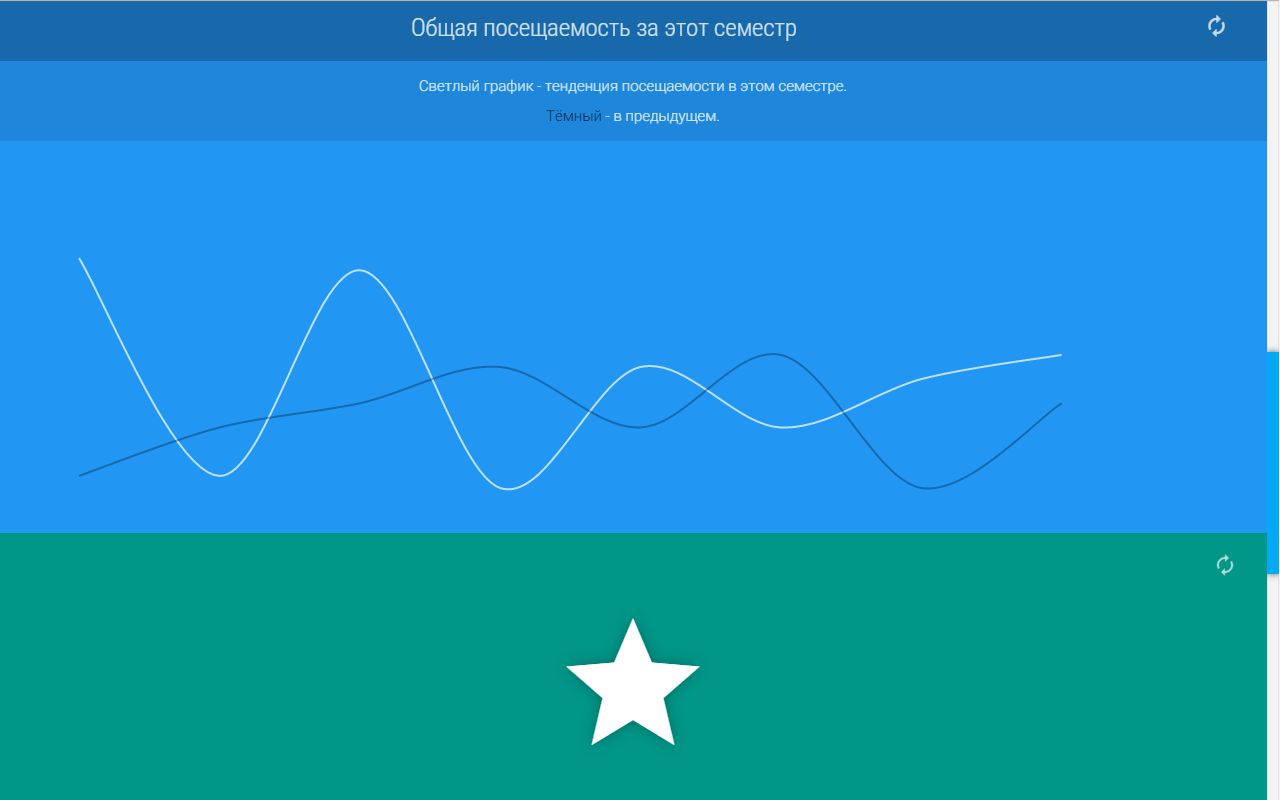 Общая посещаемость за этот семестр
Светлый график - тенденция посещаемости в этом семестре.
Тёмный - в предыдущем.